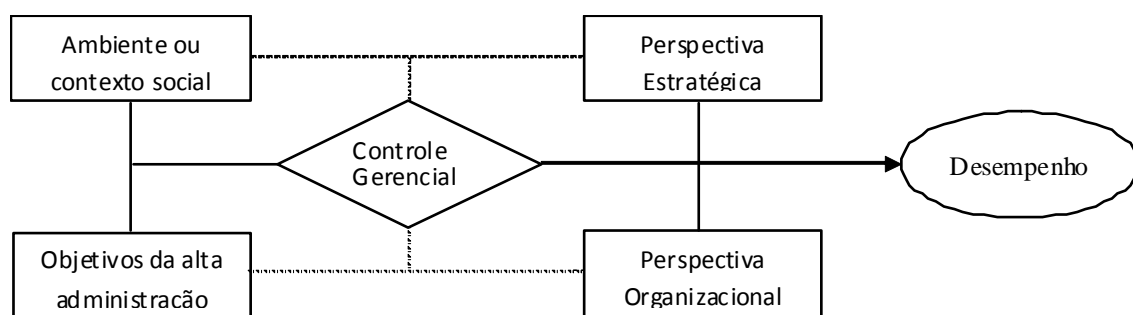 Ambiente ou
contexto social
Perspectiva
Estratégica
Controle
Gerencial
Desempenho
Objetivos da alta
administração
Perspectiva
Organizacional